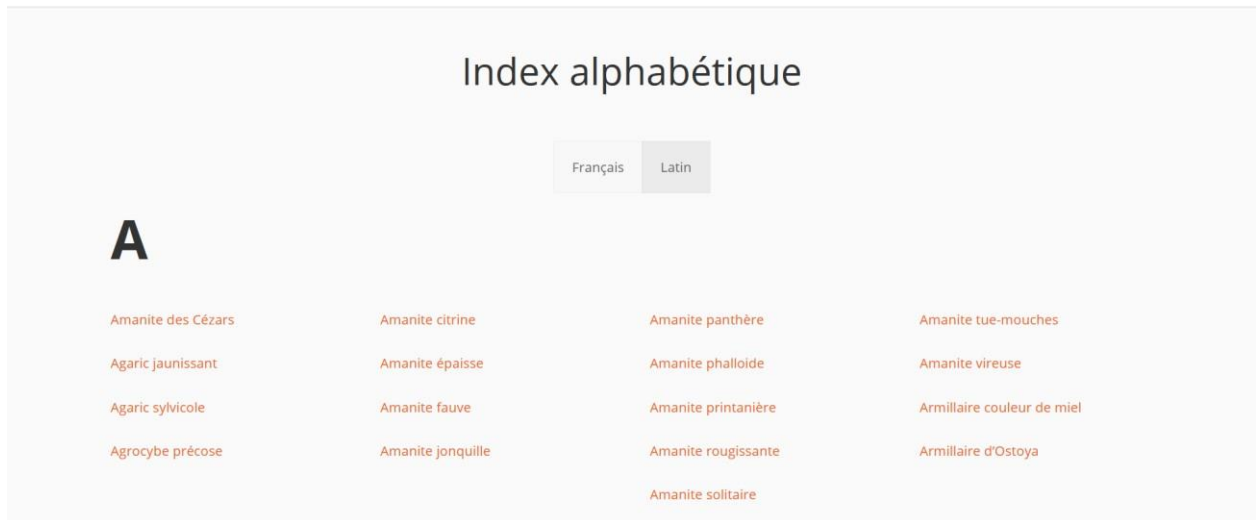 Index alphabétique
Français Latin
A
Amanite des Cézars Amanite citrine Amanite panthère Amanite tue-mouches
Agaric jaunissant Amanite épaisse Amanite phalloide Amanite vireuse
Agaric sylvicole Amanite fauve Amanite printanière Armillaire couleur de miel
Agrocybe précose Amanite jonquille Amanite rougissante Armillaire d’Ostoya
Amanite solitaire